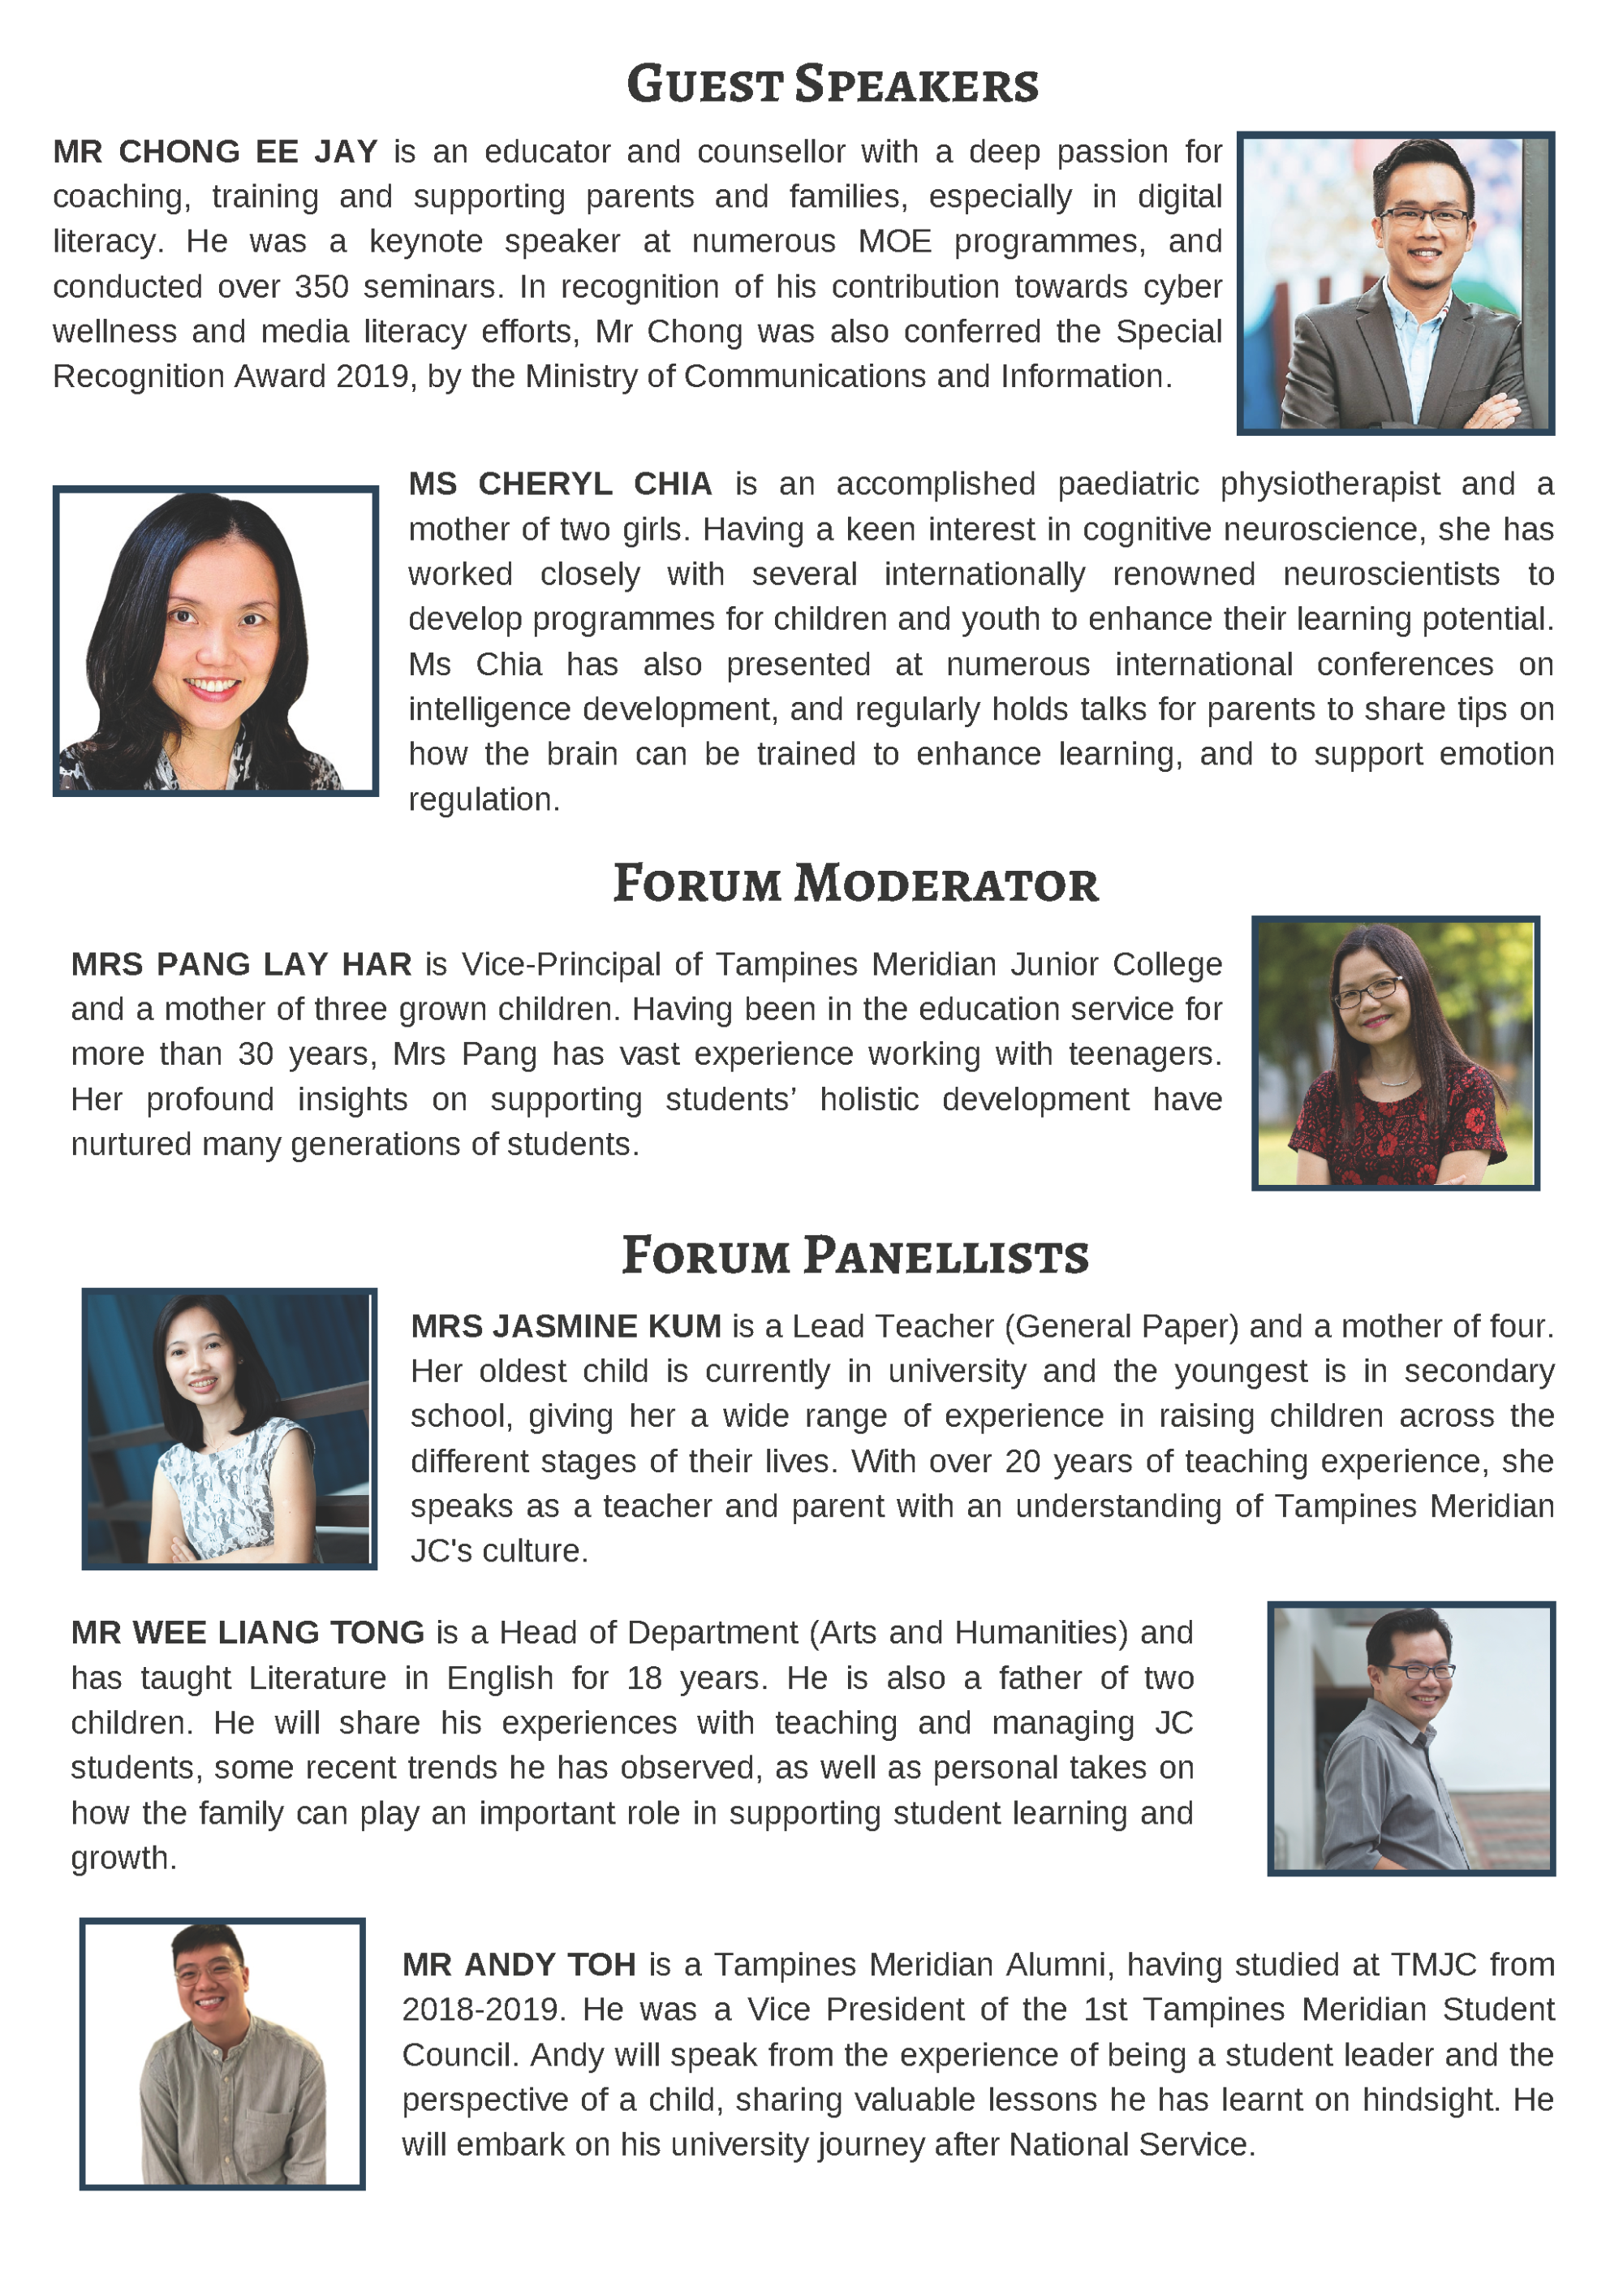 GUEST SPEAKERS
MR CHONG EE JAY is an educator and counsellor with a deep passion for
coaching, training and supporting parents and families, especially in digital
literacy. He was a keynote speaker at numerous MOE programmes, and
conducted over 350 seminars. In recognition of his contribution towards cyber
wellness and media literacy efforts, Mr Chong was also conferred the Special
Recognition Award 2019, by the Ministry of Communications and Information.
MS CHERYL CHIA is an accomplished paediatric physiotherapist and a
mother of two girls. Having a keen interest in cognitive neuroscience, she has
worked closely with several internationally renowned neuroscientists to
develop programmes for children and youth to enhance their learning potential.
Ms Chia has also presented at numerous international conferences on
intelligence development, and regularly holds talks for parents to share tips on
how the brain can be trained to enhance learning, and to support emotion
regulation.
FORUM MODERATOR
MRS PANG LAY HAR is Vice-Principal of Tampines Meridian Junior College
and a mother of three grown children. Having been in the education service for
more than 30 years, Mrs Pang has vast experience working with teenagers.
Her profound insights on supporting students’ holistic development have
nurtured many generations of students.
FORUM PANELLISTS
MRS JASMINE KUM is a Lead Teacher (General Paper) and a mother of four.
Her oldest child is currently in university and the youngest is in secondary
school, giving her a wide range of experience in raising children across the
different stages of their lives. With over 20 years of teaching experience, she
speaks as a teacher and parent with an understanding of Tampines Meridian
JC's culture.
MR WEE LIANG TONG is a Head of Department (Arts and Humanities) and
has taught Literature in English for 18 years. He is also a father of two
children. He will share his experiences with teaching and managing JC
students, some recent trends he has observed, as well as personal takes on
how the family can play an important role in supporting student learning and
growth.
MR ANDY TOH is a Tampines Meridian Alumni, having studied at TMJC from
2018-2019. He was a Vice President of the 1st Tampines Meridian Student
Council. Andy will speak from the experience of being a student leader and the
perspective of a child, sharing valuable lessons he has learnt on hindsight. He
will embark on his university journey after National Service.